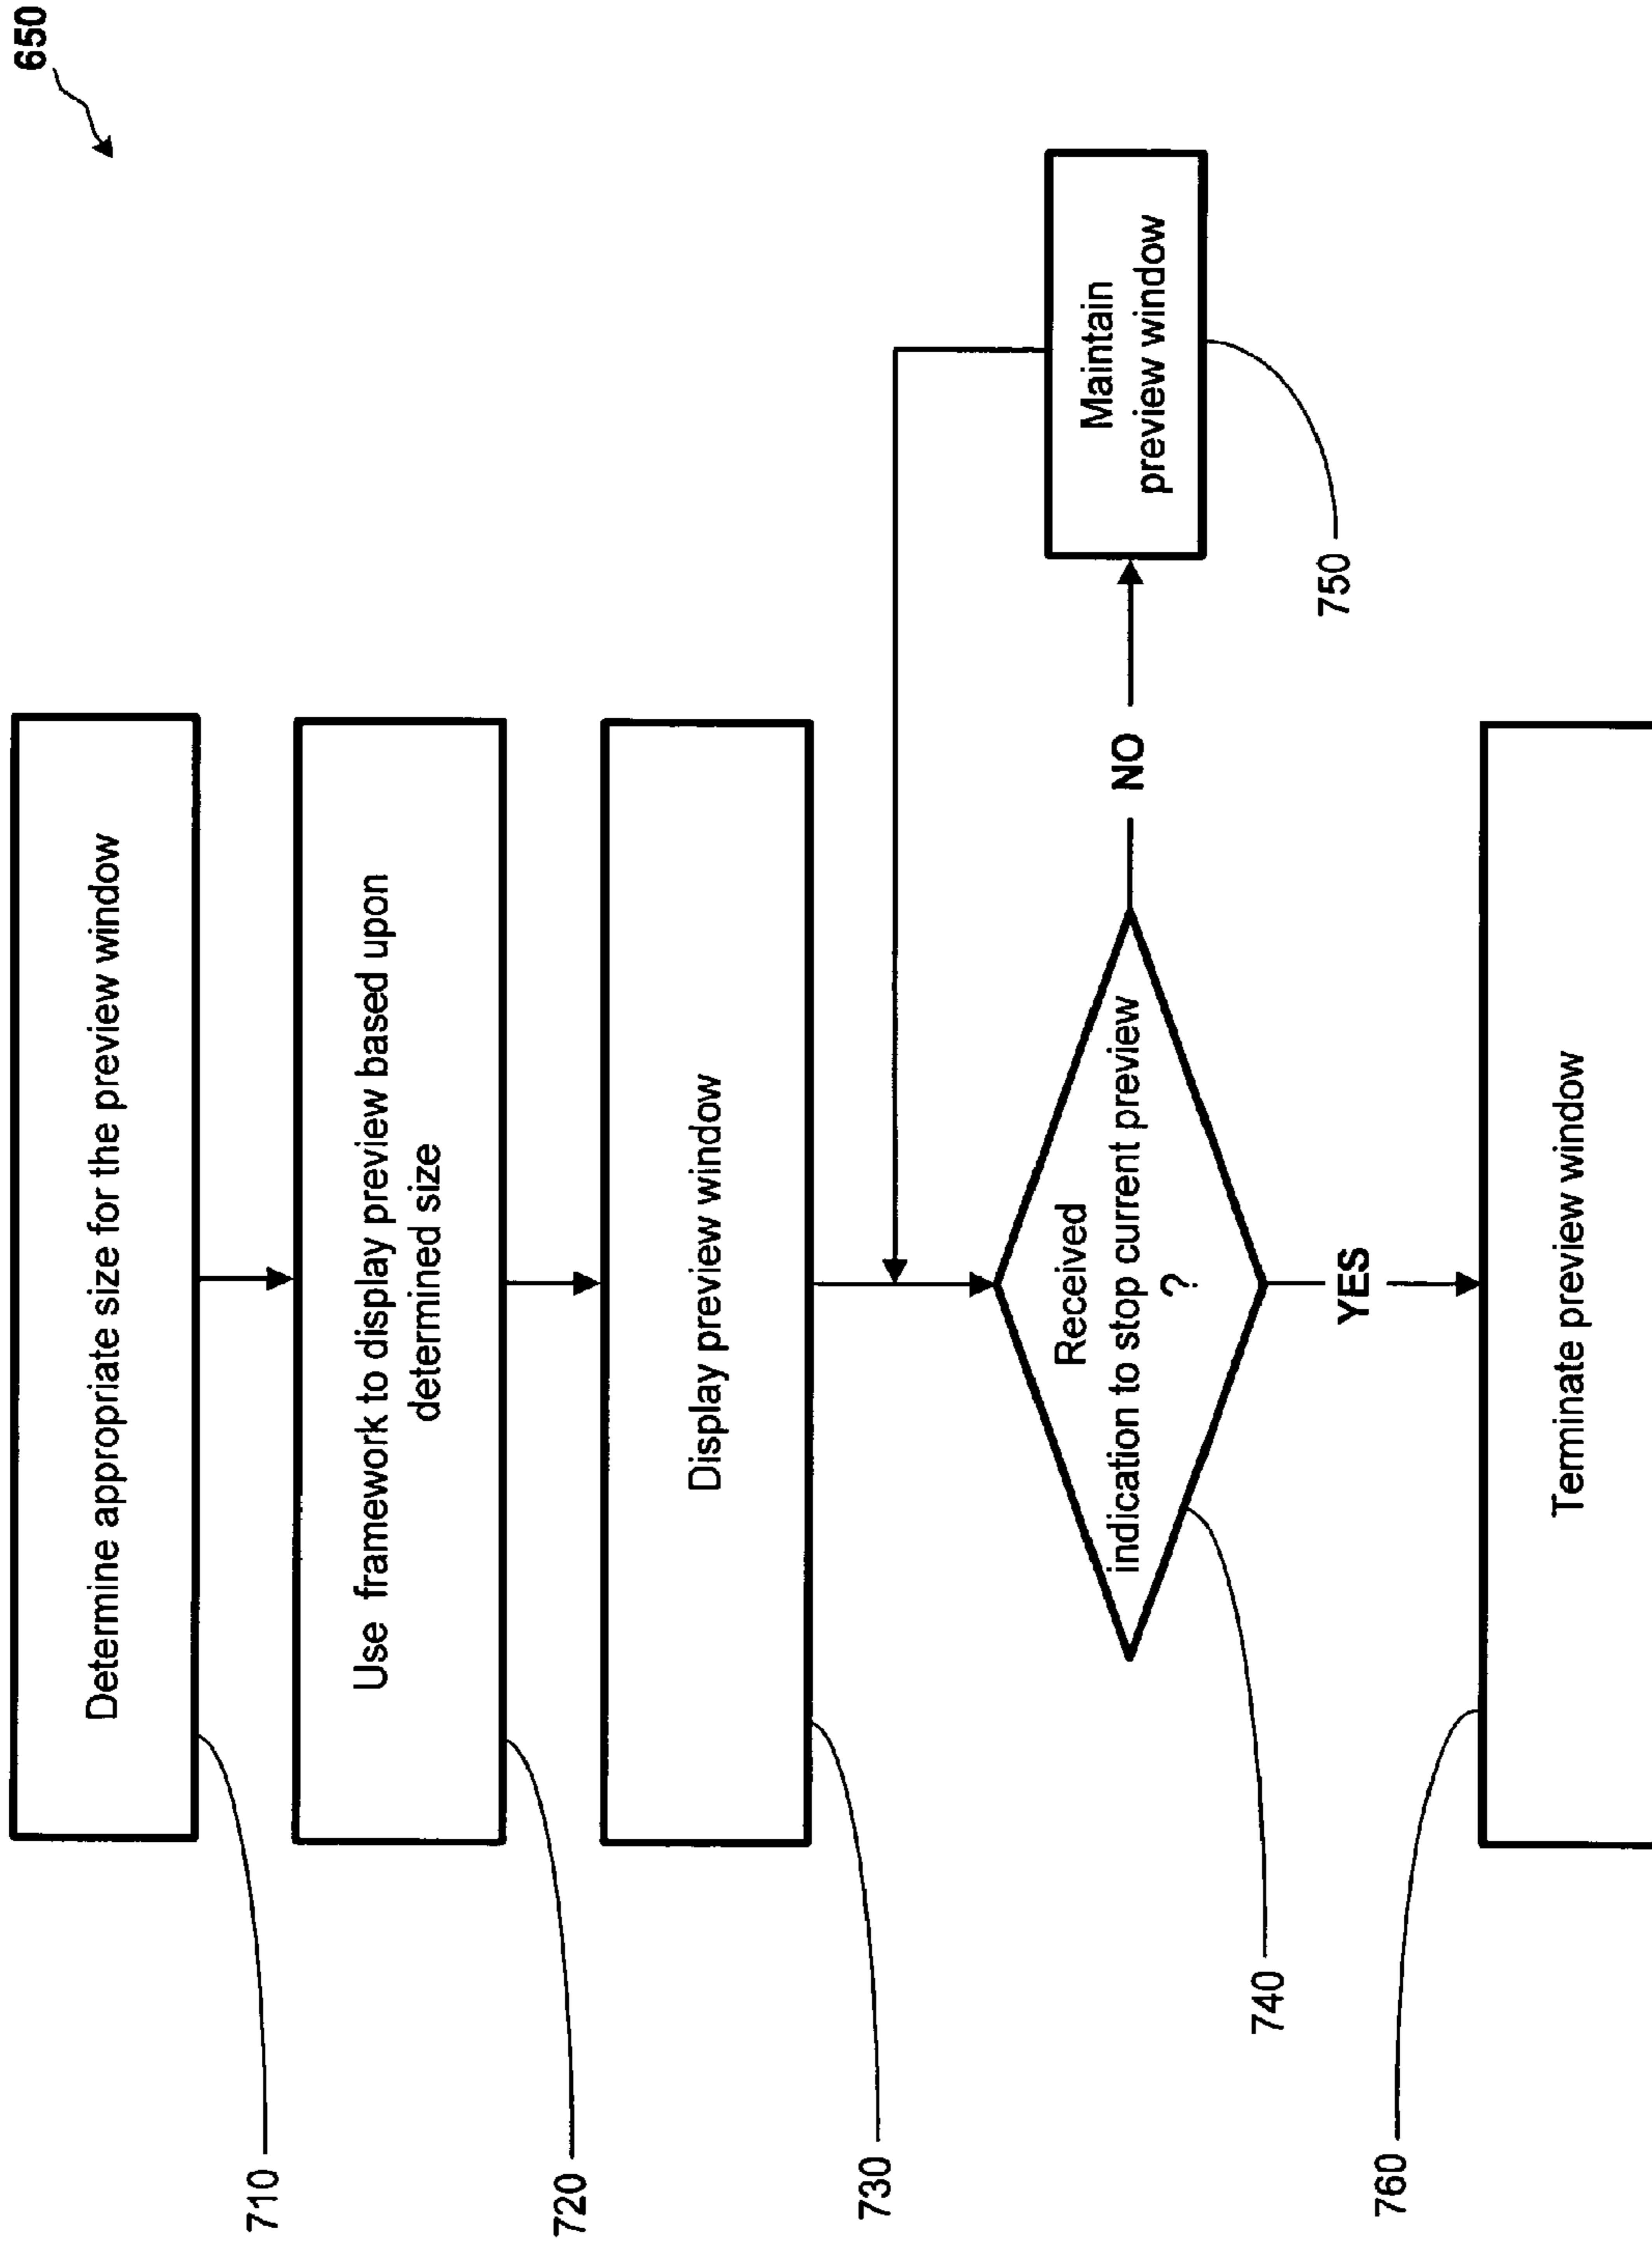 650
Determine appropriate size for the preview window
710
Use framework to display preview based upon
determined size
720
Display preview window
730
Received
indication to stop current preview
?
740
NO
Maintain
preview window
750
YES
Terminate preview window
760